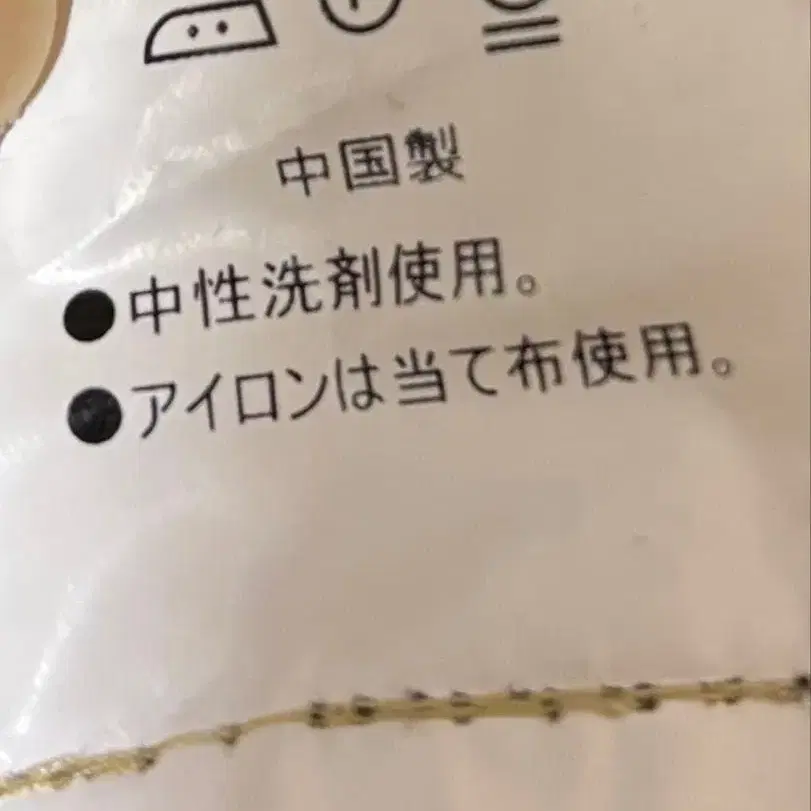 中国製
●中性洗剤使用。
●アイロンは当て布使用。